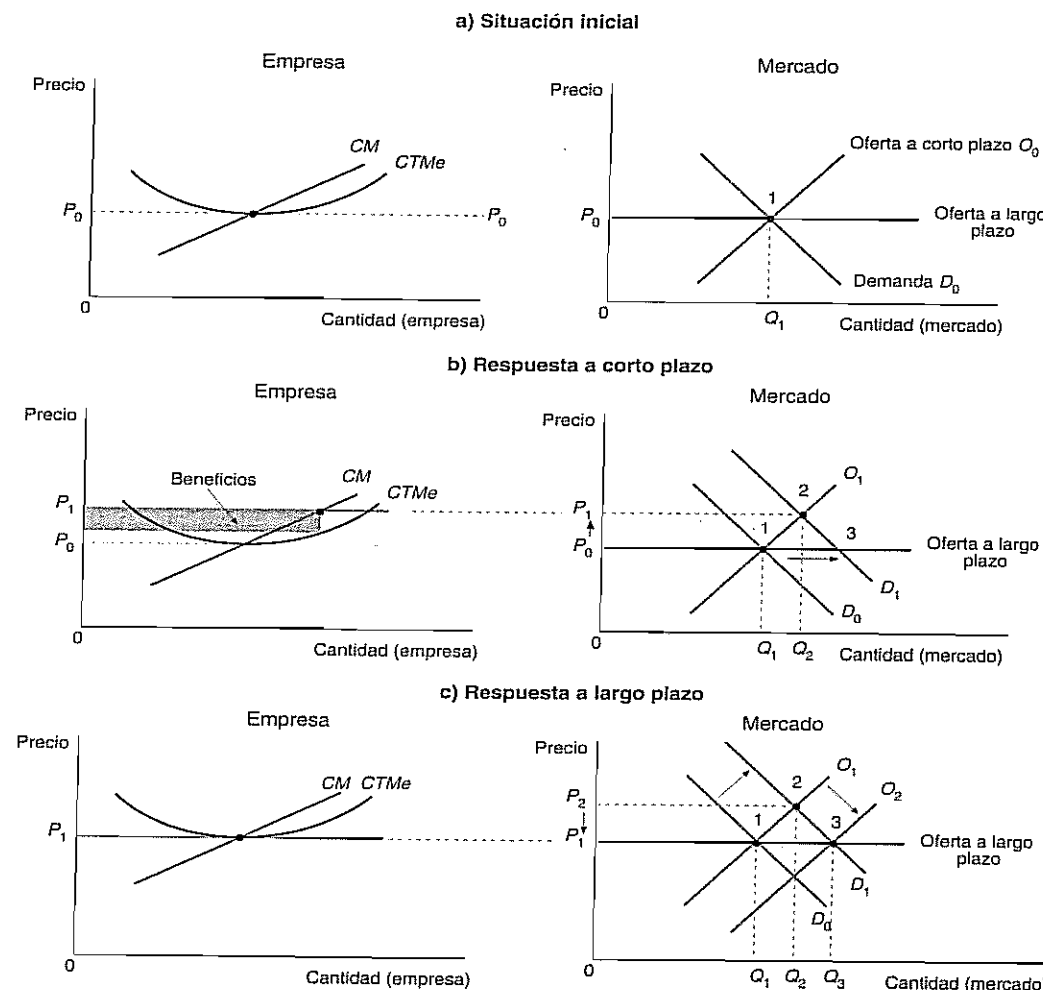 a) Situación inicial
Empresa
Precio
CM
CTMe
P0
P0
0
Cantidad (empresa)
Mercado
Precio
Oferta a corto plazo O0
1
P0
Oferta a largo
plazo
Demanda D0
0
Q1
Cantidad (mercado)
b) Respuesta a corto plazo
Empresa
Precio
Beneficios
CM
CTMe
P1
P0
0
Cantidad (empresa)
Mercado
Precio
O1
2
P1
1
3
P0
Oferta a largo
plazo
D1
D0
0
Q1
Q2
Cantidad (mercado)
c) Respuesta a largo plazo
Empresa
Precio
CM
CTMe
P1
0
Cantidad (empresa)
Mercado
Precio
O1
2
O2
P2
1
3
P1
Oferta a largo
plazo
D1
D0
0
Q1
Q2
Q3
Cantidad (mercado)